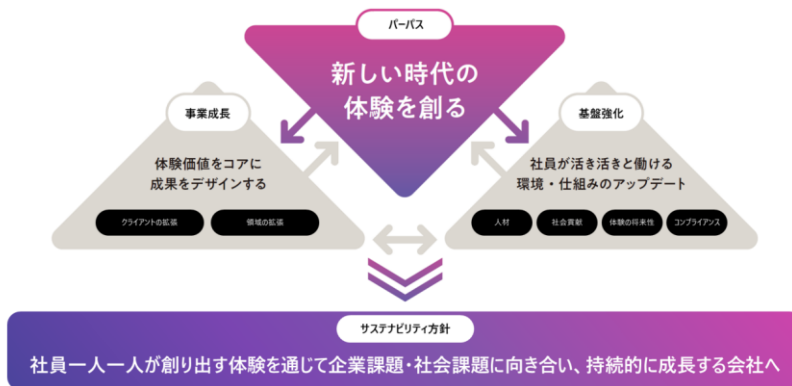 パーパス
新しい時代の
体験を創る
事業成長
体験価値をコアに
成果をデザインする
クライアントの拡張
領域の拡張
基盤強化
社員が活き活きと働ける
環境・仕組みのアップデート
人材
社会貢献
体験の将来性
コンプライアンス
サステナビリティ方針
社員一人一人が創り出す体験を通じて企業課題・社会課題に向き合い、持続的に成長する会社へ